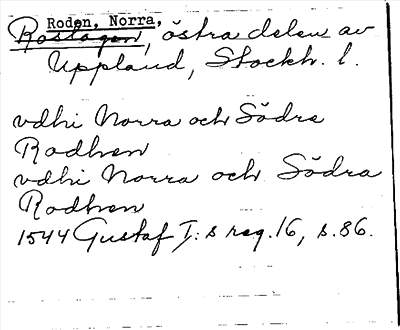 Roden, Norra,
Roslagen, östra delen av
Uppland, Stockh. l.
vdhi Norra och Södra
Rodhen
vdhi Norra och Södra
Rodhen
1544 Gustaf I:s reg. 16, s. 86.